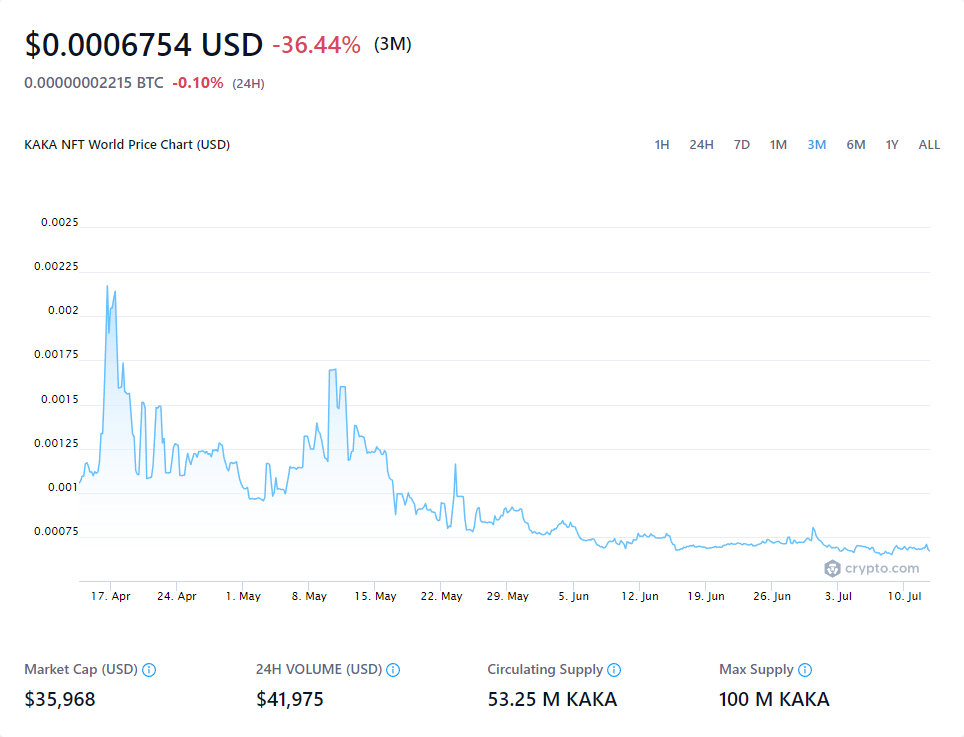 $0.0006754 USD -36.44% (3M)
0.00000002215 BTC -0.10% (24H)
KAKA NFT World Price Chart (USD) 1H 24H 7D 1M 3M 6M 1Y ALL
0.0025
0.00225
0.002
0.00175
0.0015
0.00125
0.001
0.00075
crypto.com
17. Apr 24. Apr 1. May 8. May 15. May 22. May 29. May 5. Jun 12. Jun 19. Jun 26. Jun 3. Jul 10. Jul
Market Cap (USD) 24H VOLUME (USD) Circulating Supply Max Supply
$35,968 $41,975 53.25 M KAKA 100 M KAKA